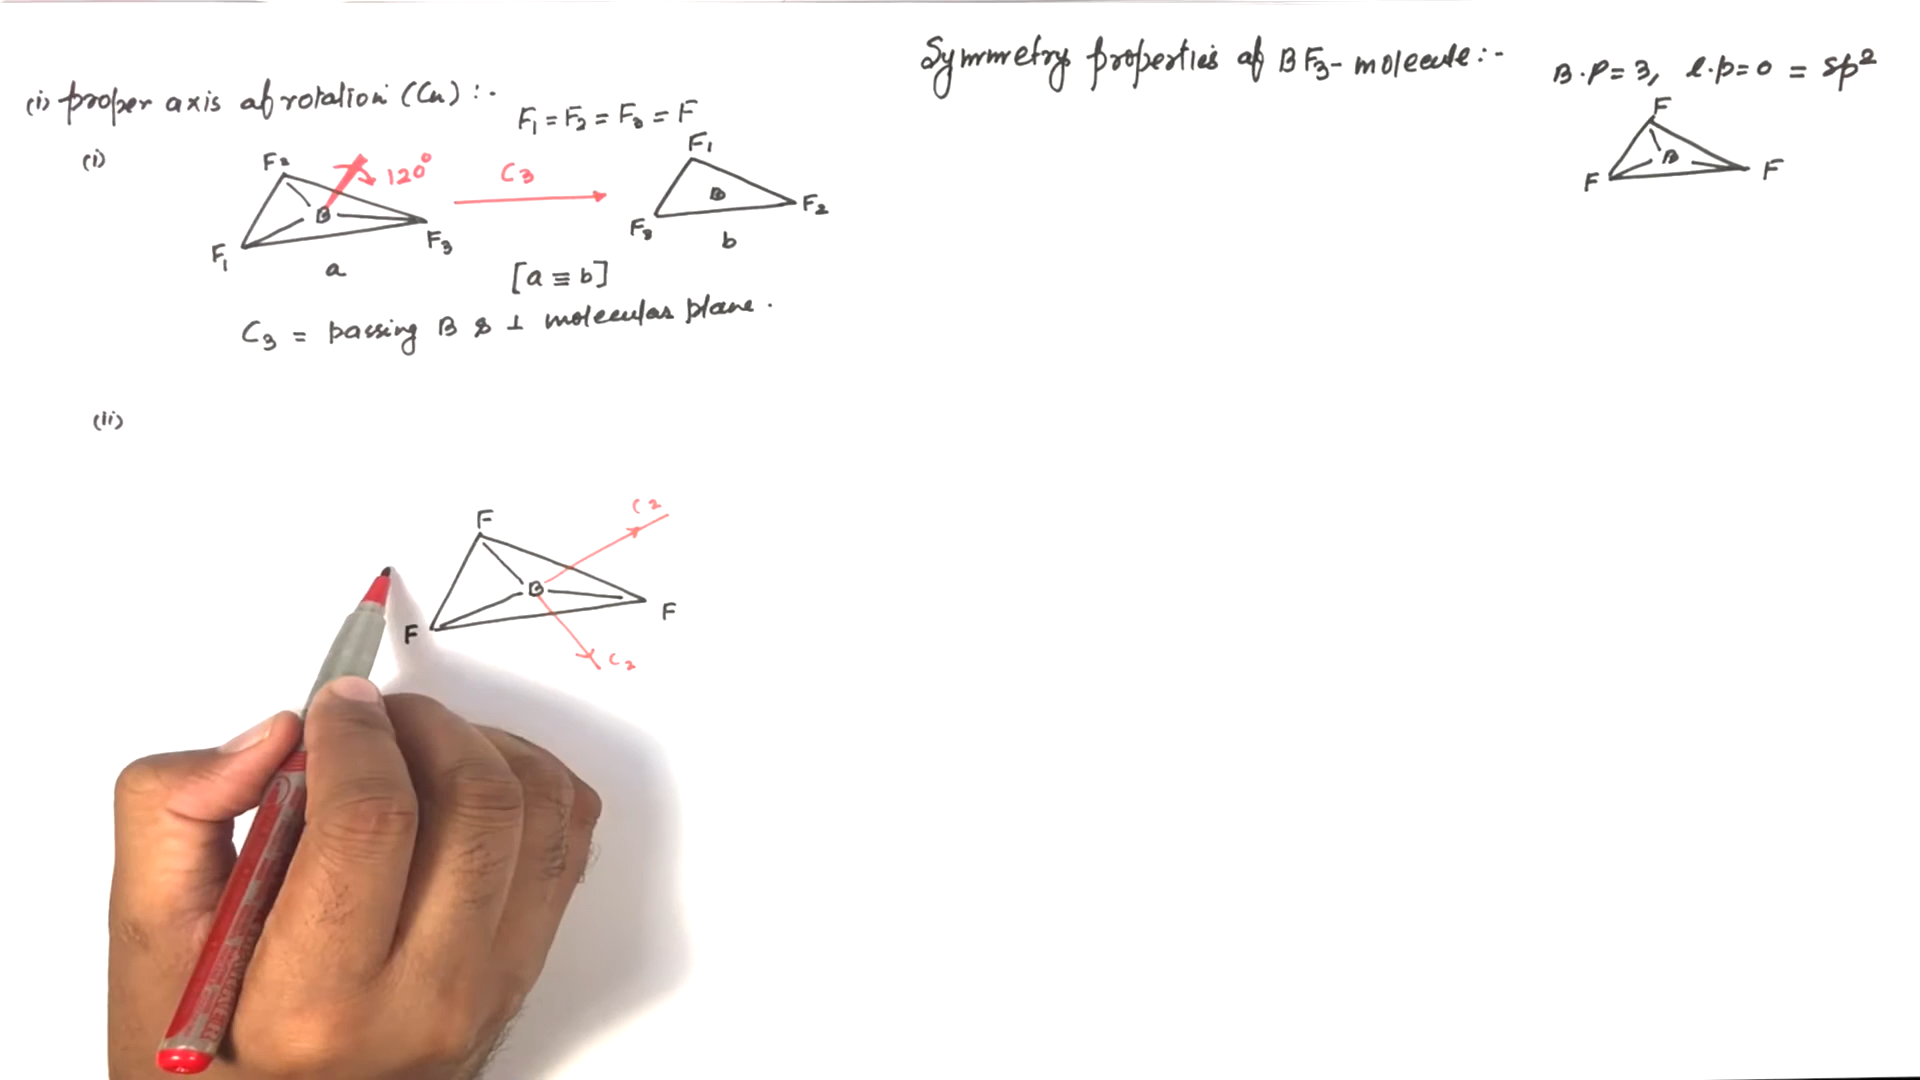 Symmetry properties of BF₃-molecule:-
B.P=3, l.p=0 = sp²
F
B
F F
(i) proper axis of rotation (Cn) :-
F₁ = F₂ = F₃ = F
(i)
F₂ 120° C₃ F₁
B B
F₁ F₃ F₃ F₂
a b
[a ≡ b]
C₃ = passing B & ⊥ molecular plane.
(ii)
C₂
F
B
F F
C₂